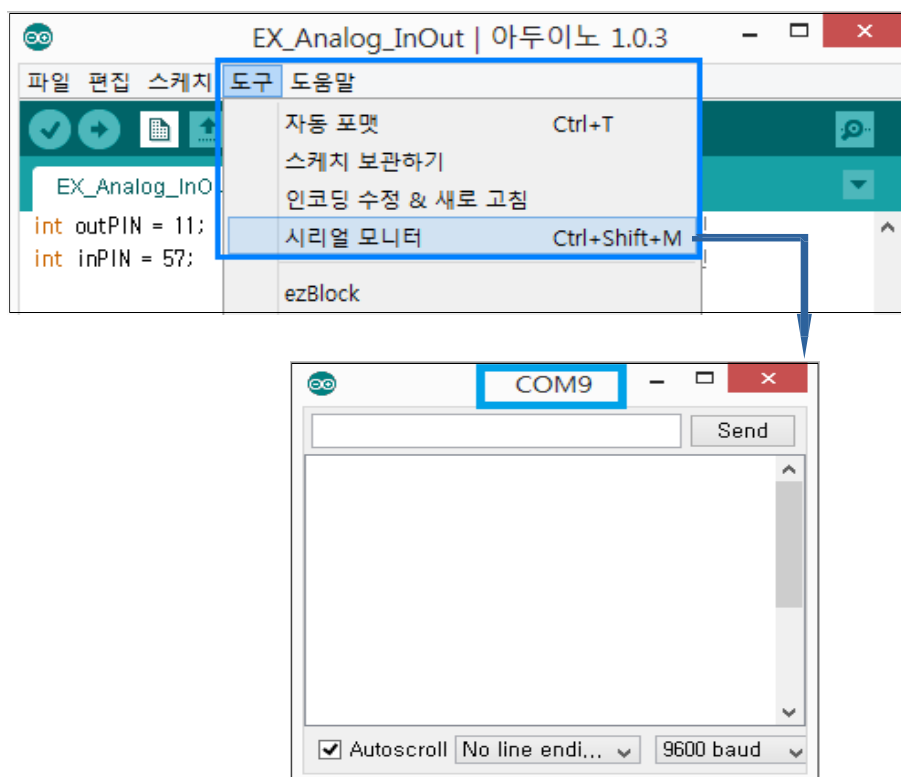 EX_Analog_InOut | 아두이노 1.0.3
파일 편집 스케치 도구 도움말
자동 포맷 Ctrl+T
스케치 보관하기
EX_Analog_InO
인코딩 수정 & 새로 고침
int outPIN = 11;
시리얼 모니터 Ctrl+Shift+M
int inPIN = 57;
ezBlock
COM9
Send
Autoscroll No line endi... 9600 baud